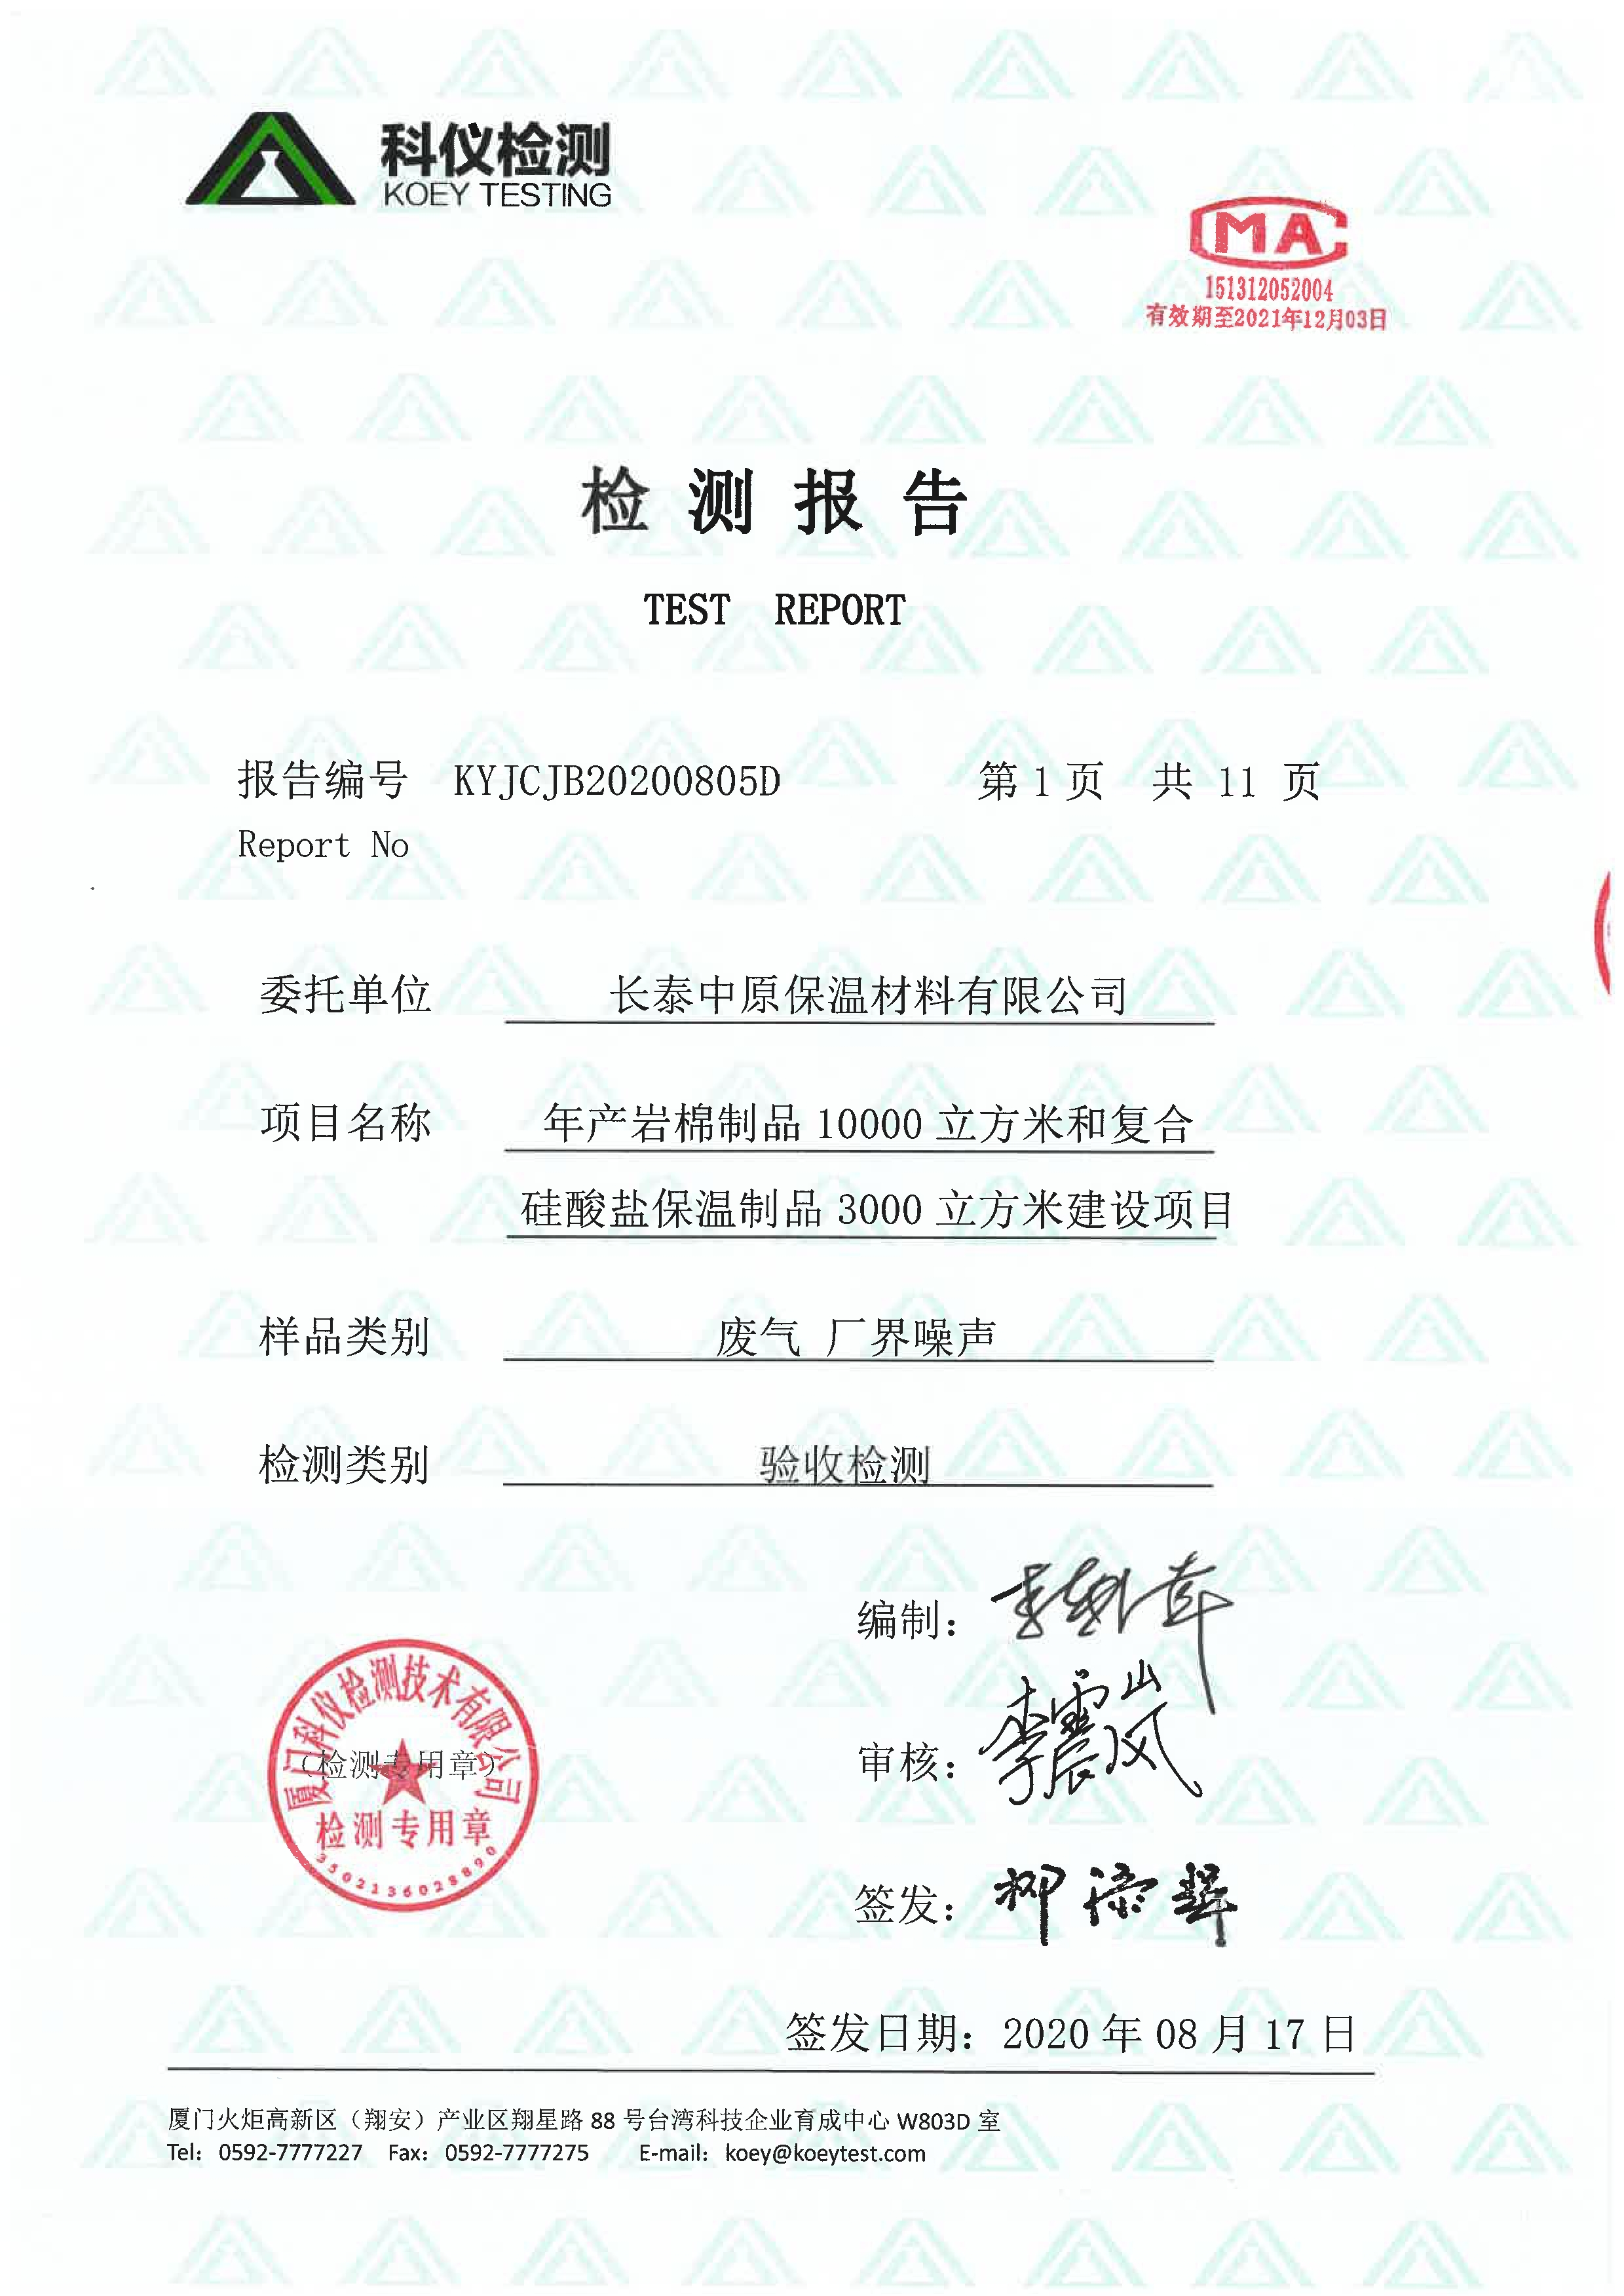 科仪检测
KOEY TESTING
CMA
151312052004
有效期至2021年12月03日
检测报告
TEST REPORT
报告编号 KYJCJB20200805D 第 1 页 共 11 页
Report No
委托单位 长泰中原保温材料有限公司
项目名称 年产岩棉制品 10000 立方米和复合
硅酸盐保温制品 3000 立方米建设项目
样品类别 废气 厂界噪声
检测类别 验收检测
编制：
审核：李震岚
签发：
厦门科仪检测技术有限公司
（检测专用章）
检测专用章
3502136028890
签发日期：2020 年 08 月 17 日
厦门火炬高新区（翔安）产业区翔星路 88 号台湾科技企业育成中心 W803D 室
Tel：0592-7777227 Fax：0592-7777275 E-mail：koey@koeytest.com